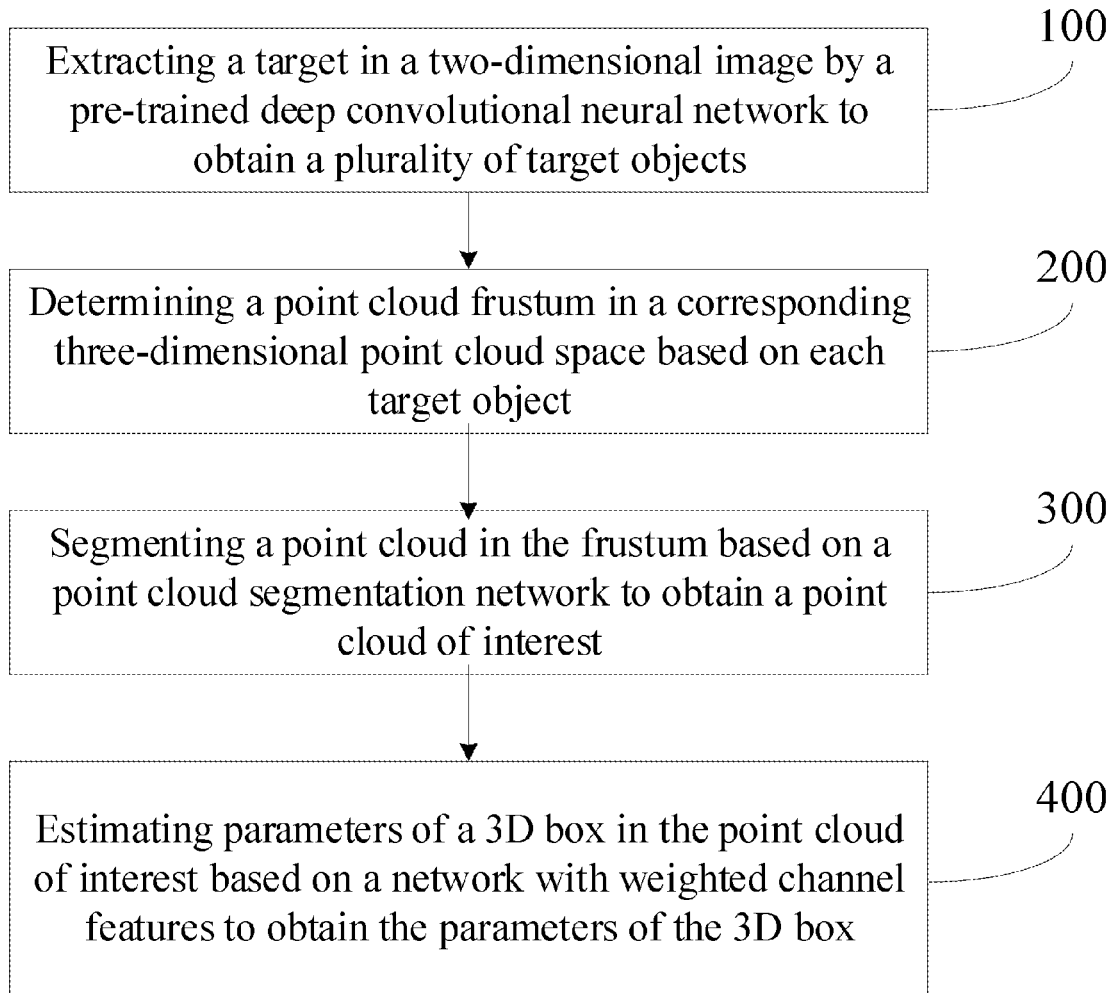 100
Extracting a target in a two-dimensional image by a
pre-trained deep convolutional neural network to
obtain a plurality of target objects
200
Determining a point cloud frustum in a corresponding
three-dimensional point cloud space based on each
target object
300
Segmenting a point cloud in the frustum based on a
point cloud segmentation network to obtain a point
cloud of interest
400
Estimating parameters of a 3D box in the point cloud
of interest based on a network with weighted channel
features to obtain the parameters of the 3D box